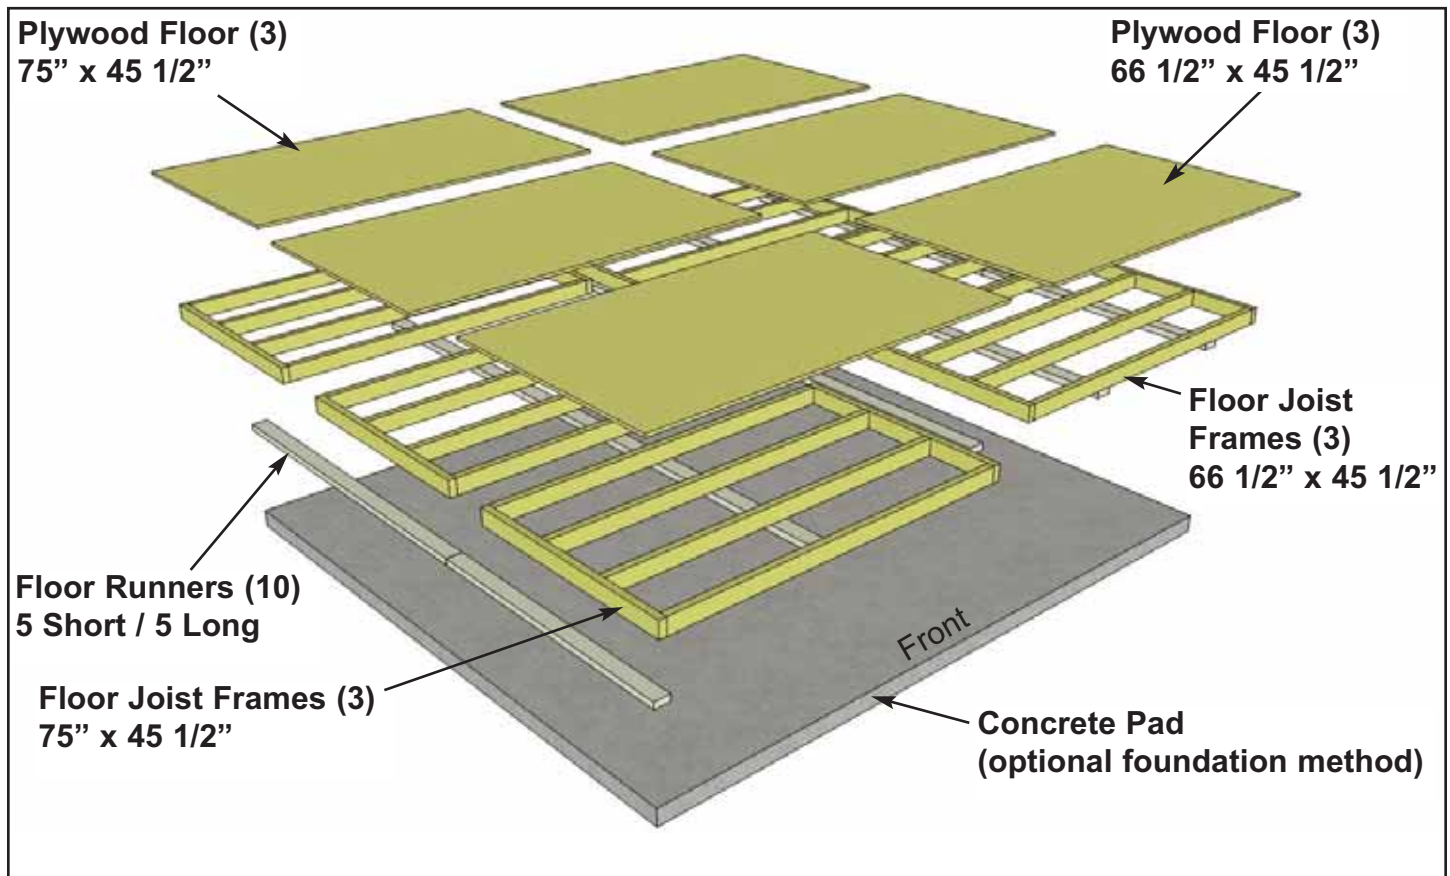 Plywood Floor (3)
75” x 45 1/2”
Plywood Floor (3)
66 1/2” x 45 1/2”
Floor Joist
Frames (3)
66 1/2” x 45 1/2”
Floor Runners (10)
5 Short / 5 Long
Front
Floor Joist Frames (3)
75” x 45 1/2”
Concrete Pad
(optional foundation method)